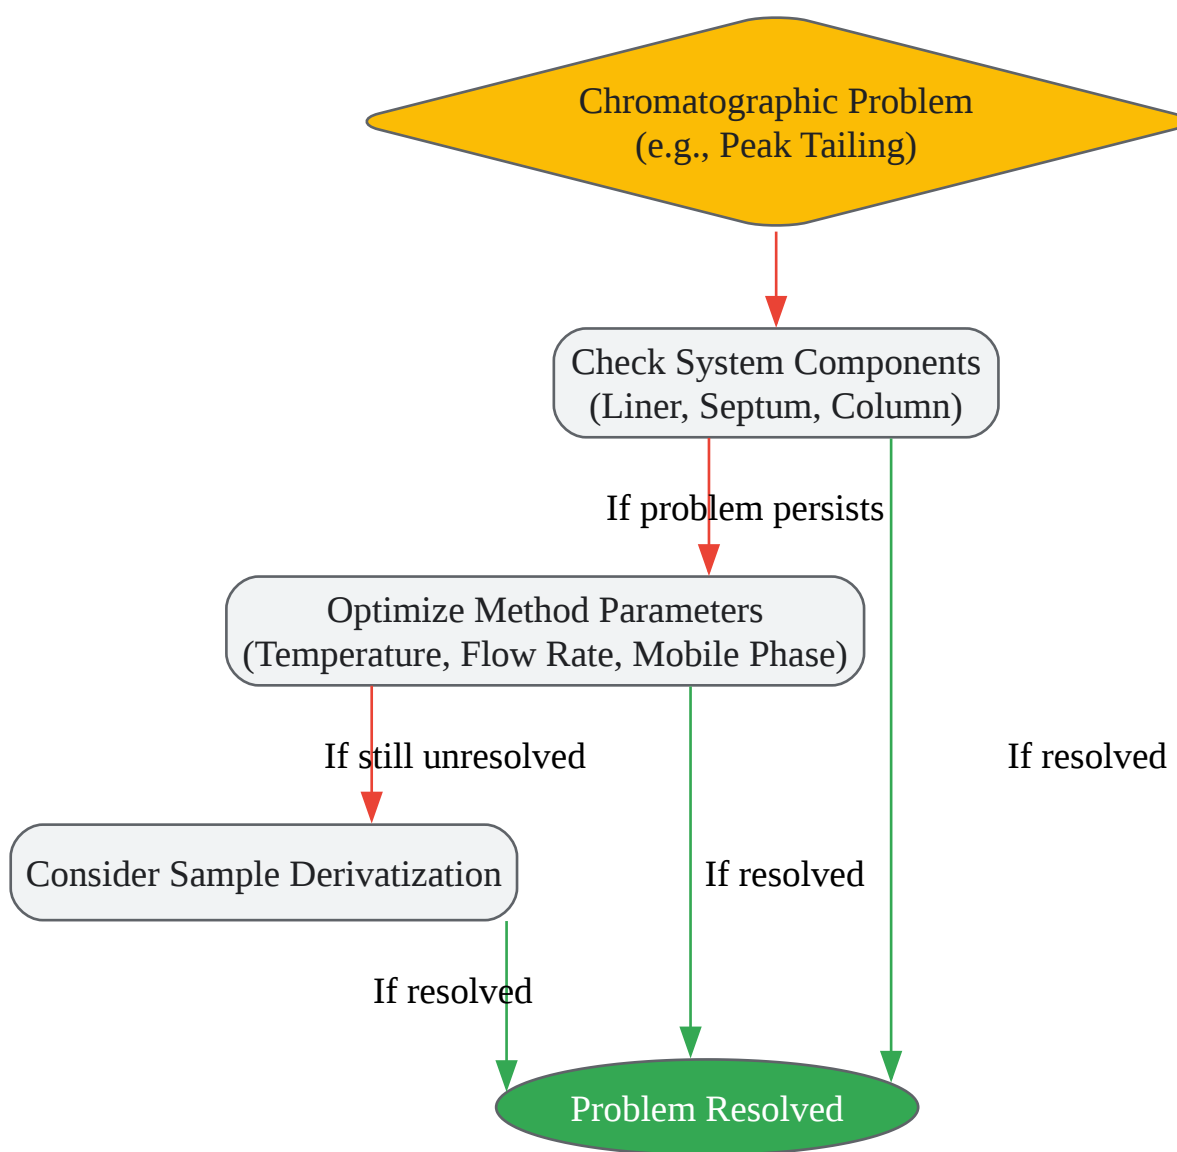 Chromatographic Problem
(e.g., Peak Tailing)
Check System Components
(Liner, Septum, Column)
If problem persists
Optimize Method Parameters
(Temperature, Flow Rate, Mobile Phase)
If still unresolved
If resolved
Consider Sample Derivatization
If resolved
If resolved
Problem Resolved